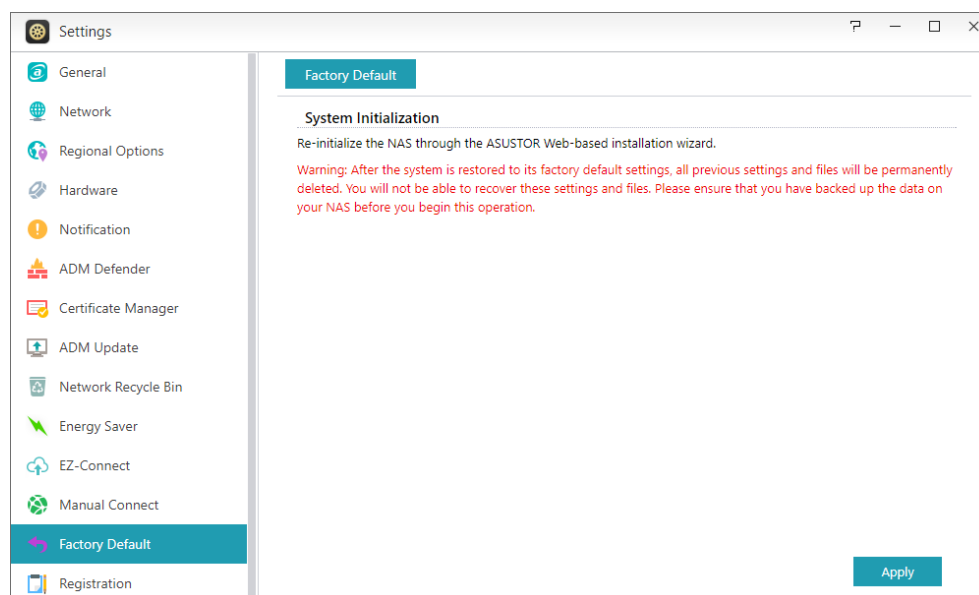 Settings
General
Network
Regional Options
Hardware
Notification
ADM Defender
Certificate Manager
ADM Update
Network Recycle Bin
Energy Saver
EZ-Connect
Manual Connect
Factory Default
Registration
Factory Default
System Initialization
Re-initialize the NAS through the ASUSTOR Web-based installation wizard.
Warning: After the system is restored to its factory default settings, all previous settings and files will be permanently
deleted. You will not be able to recover these settings and files. Please ensure that you have backed up the data on
your NAS before you begin this operation.
Apply